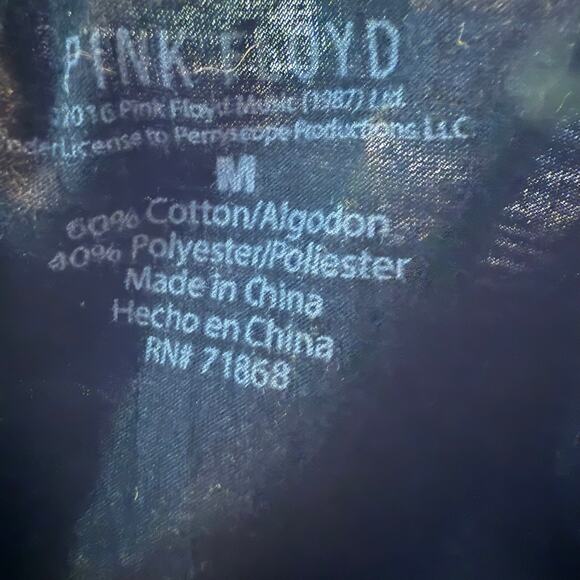 PINK FLOYD
2016 Pink Floyd Music (1987) Ltd.
Under License to Perryscope Productions LLC
M
60% Cotton/Algodon
40% Polyester/Poliester
Made in China
Hecho en China
RN# 71868